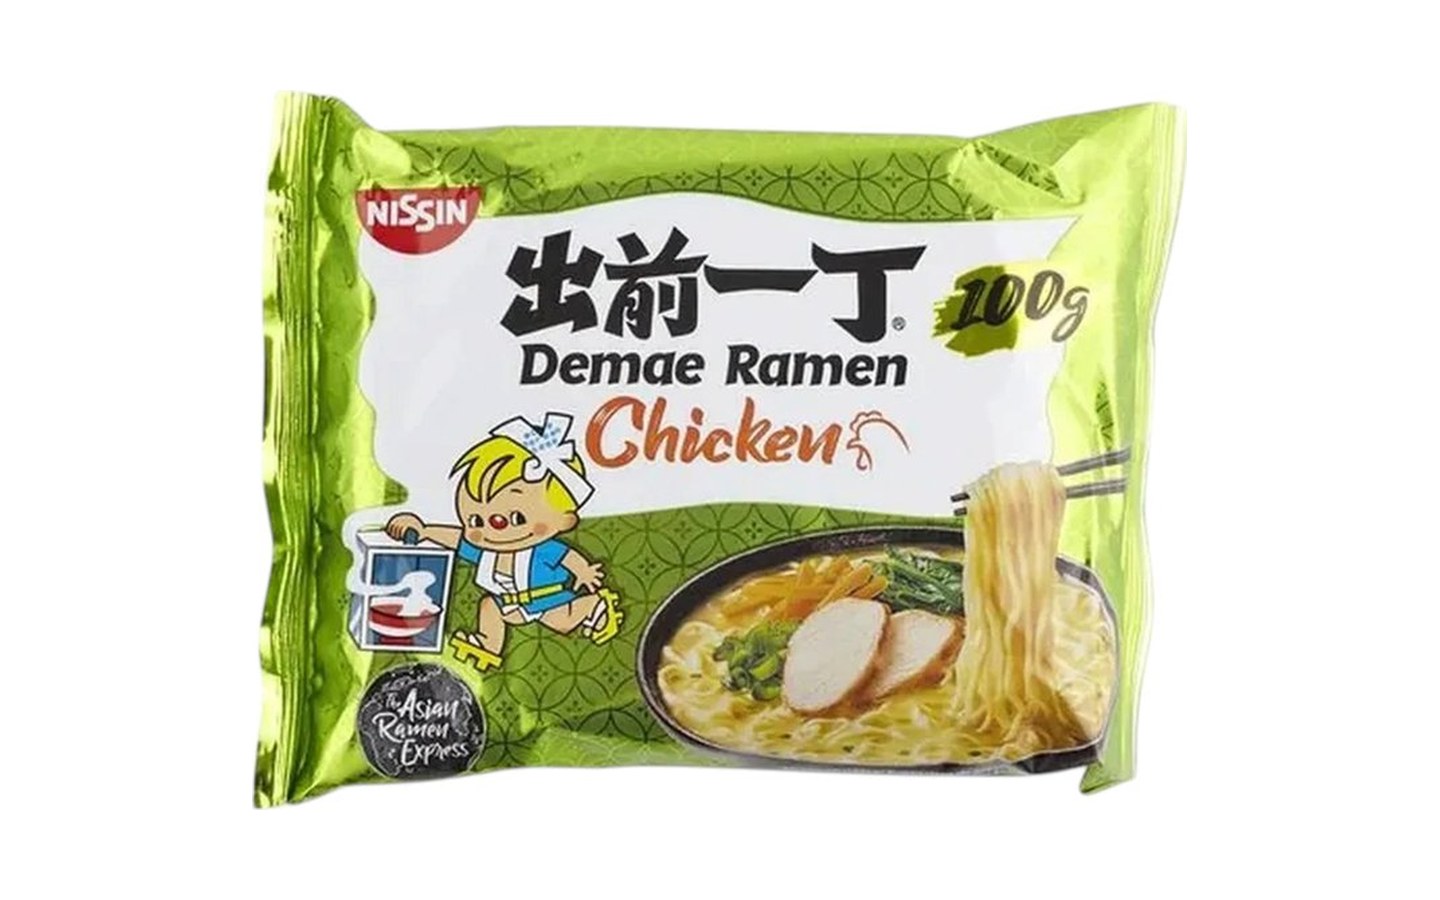 NISSIN
出前一丁®
100g
Demae Ramen
Chicken
The
Asian
Ramen
Express